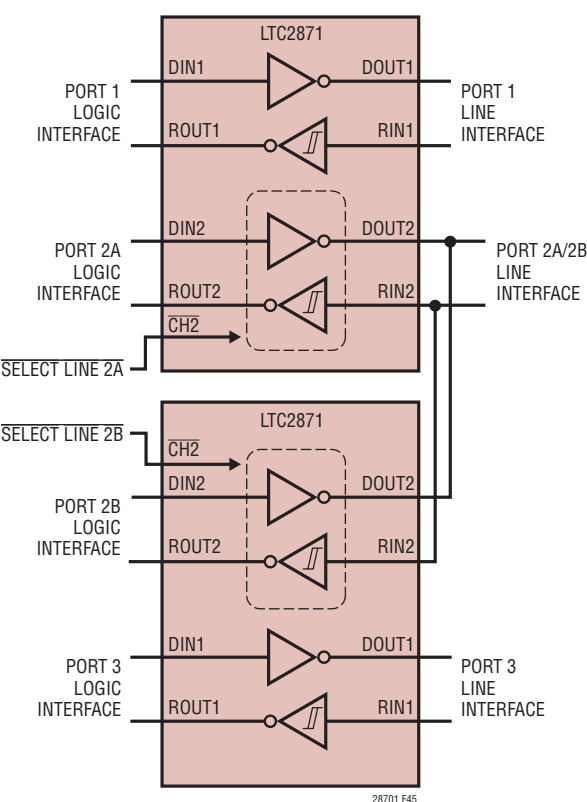 LTC2871
DIN1
DOUT1
PORT 1
LOGIC
INTERFACE
PORT 1
LINE
INTERFACE
ROUT1
RIN1
DIN2
DOUT2
PORT 2A
LOGIC
INTERFACE
PORT 2A/2B
LINE
INTERFACE
ROUT2
RIN2
CH2
SELECT LINE 2A
LTC2871
SELECT LINE 2B
CH2
DIN2
DOUT2
PORT 2B
LOGIC
INTERFACE
ROUT2
RIN2
DIN1
DOUT1
PORT 3
LOGIC
INTERFACE
PORT 3
LINE
INTERFACE
ROUT1
RIN1
28701 F45